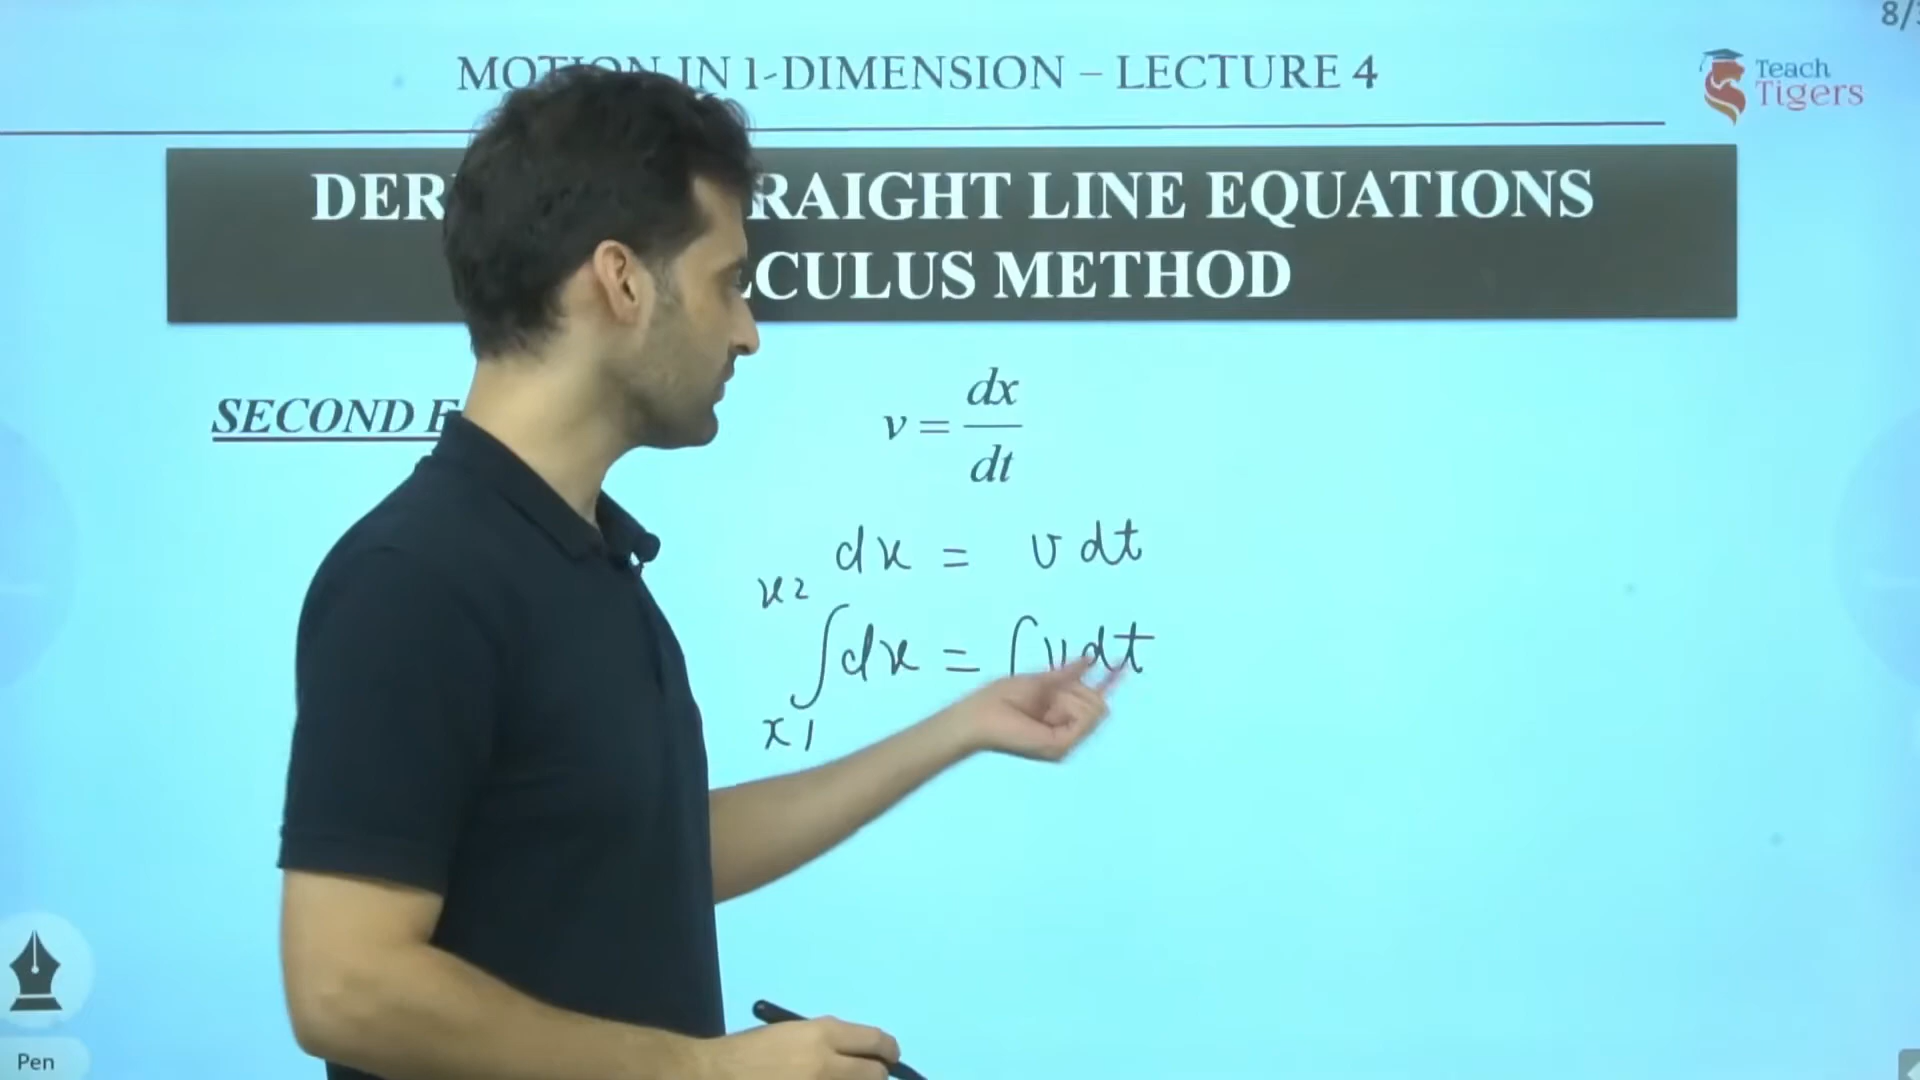 8/
MOTION IN 1-DIMENSION – LECTURE 4
Teach
Tigers
DER RAIGHT LINE EQUATIONS
LCULUS METHOD
SECOND E
v = dx/dt
dx = v dt
x2
∫dx = ∫vdt
x1
Pen